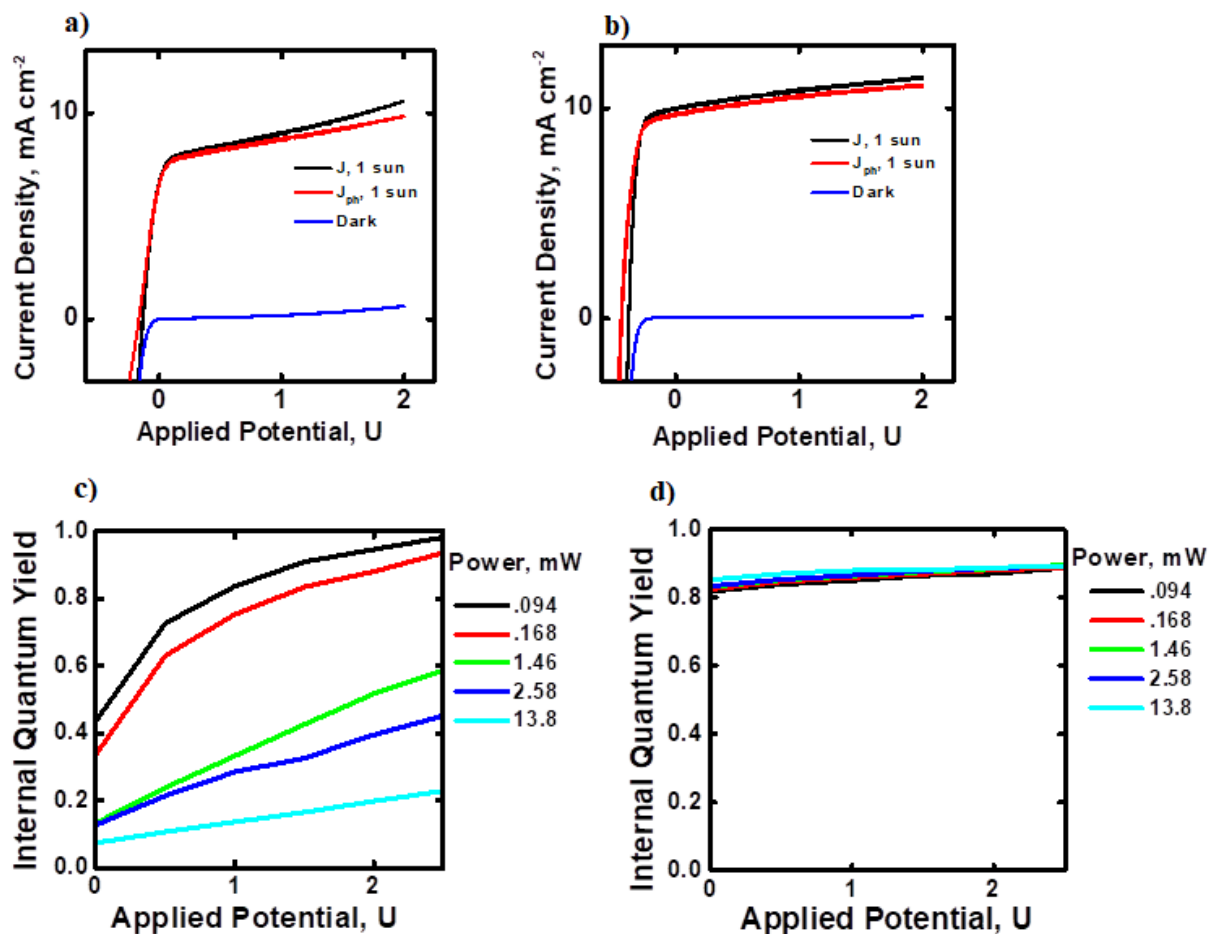 a)
Current Density, mA cm-2
10
0
J, 1 sun
Jph, 1 sun
Dark
0 1 2
Applied Potential, U
b)
Current Density, mA cm-2
10
0
J, 1 sun
Jph, 1 sun
Dark
0 1 2
Applied Potential, U
c)
Internal Quantum Yield
1.0
0.8
0.6
0.4
0.2
0.0
0 1 2
Applied Potential, U
Power, mW
.094
.168
1.46
2.58
13.8
d)
Internal Quantum Yield
1.0
0.8
0.6
0.4
0.2
0.0
0 1 2
Applied Potential, U
Power, mW
.094
.168
1.46
2.58
13.8